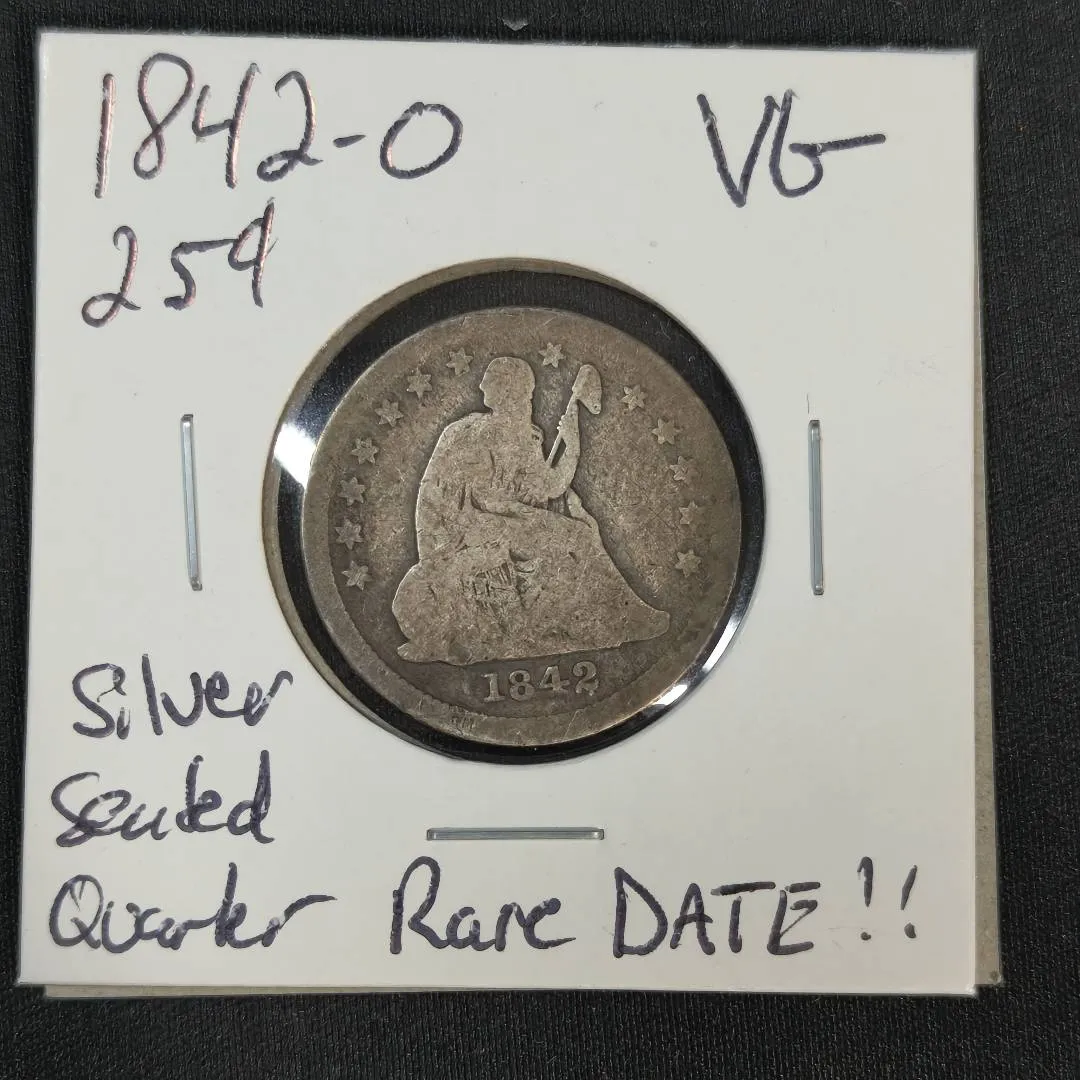 1842-O VG
25¢
1842
Silver
Seated
Quarter Rare DATE!!